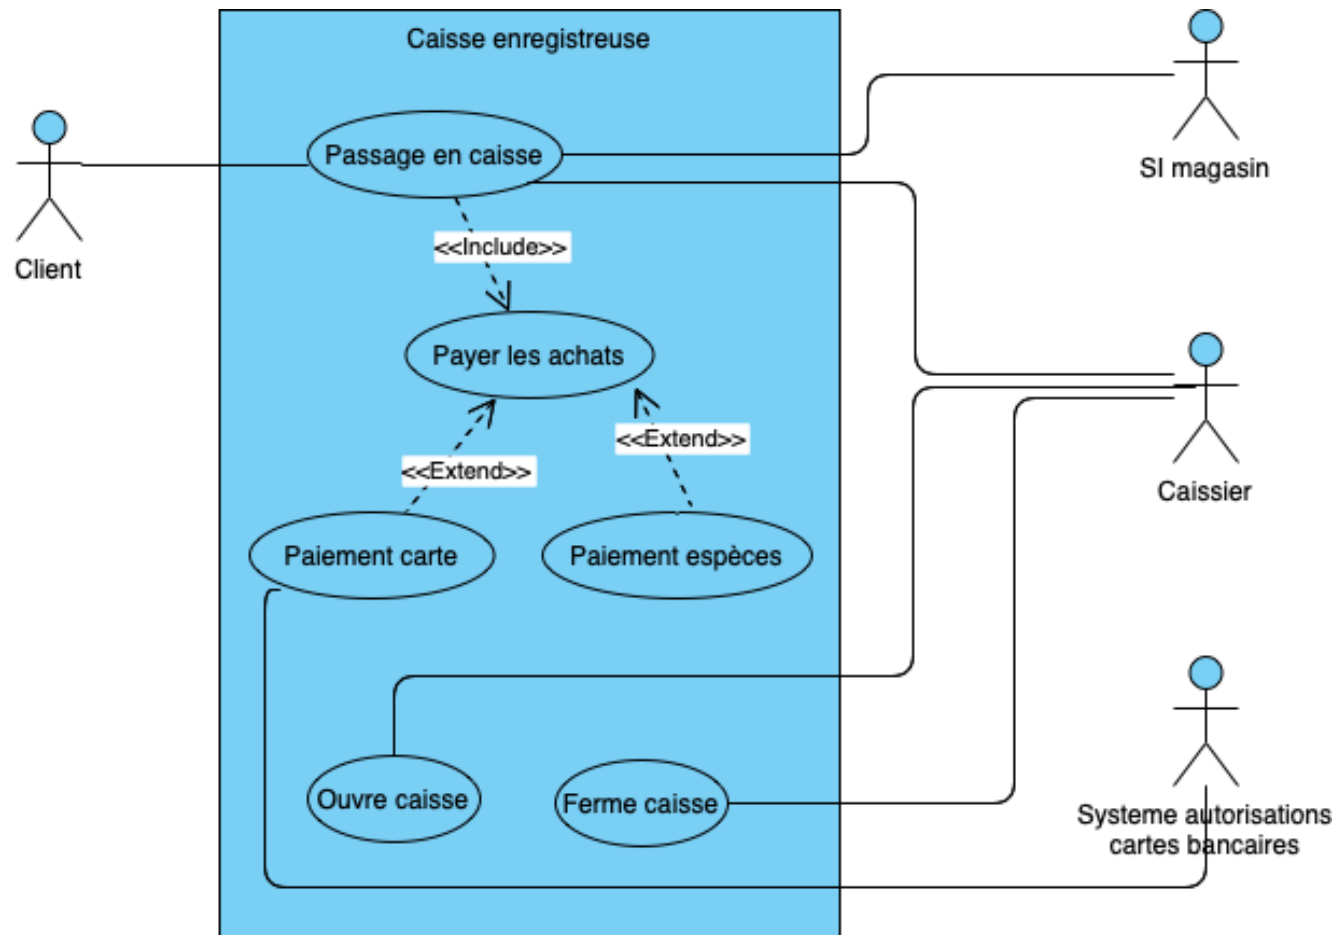 Caisse enregistreuse
Passage en caisse
SI magasin
<<Include>>
Client
Payer les achats
<<Extend>>
<<Extend>>
Caissier
Paiement carte
Paiement espèces
Ouvre caisse
Ferme caisse
Systeme autorisations
cartes bancaires